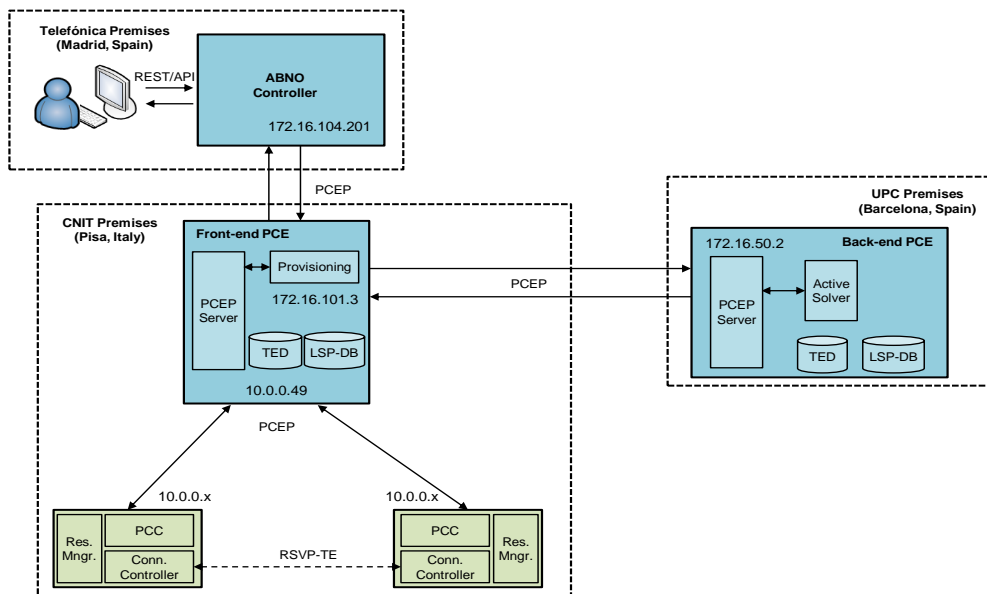 Telefónica Premises
(Madrid, Spain)
REST/API
ABNO
Controller
172.16.104.201
PCEP
CNIT Premises
(Pisa, Italy)
Front-end PCE
PCEP
Server
Provisioning
172.16.101.3
TED
LSP-DB
10.0.0.49
PCEP
UPC Premises
(Barcelona, Spain)
172.16.50.2
Back-end PCE
PCEP
Server
Active
Solver
TED
LSP-DB
PCEP
10.0.0.x
10.0.0.x
Res.
Mngr.
PCC
Conn.
Controller
RSVP-TE
PCC
Conn.
Controller
Res.
Mngr.